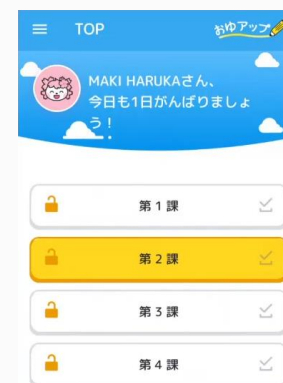 TOP
おゆアップ
MAKI HARUKAさん、
今日も1日がんばりましょ
う！
第1課
第2課
第3課
第4課